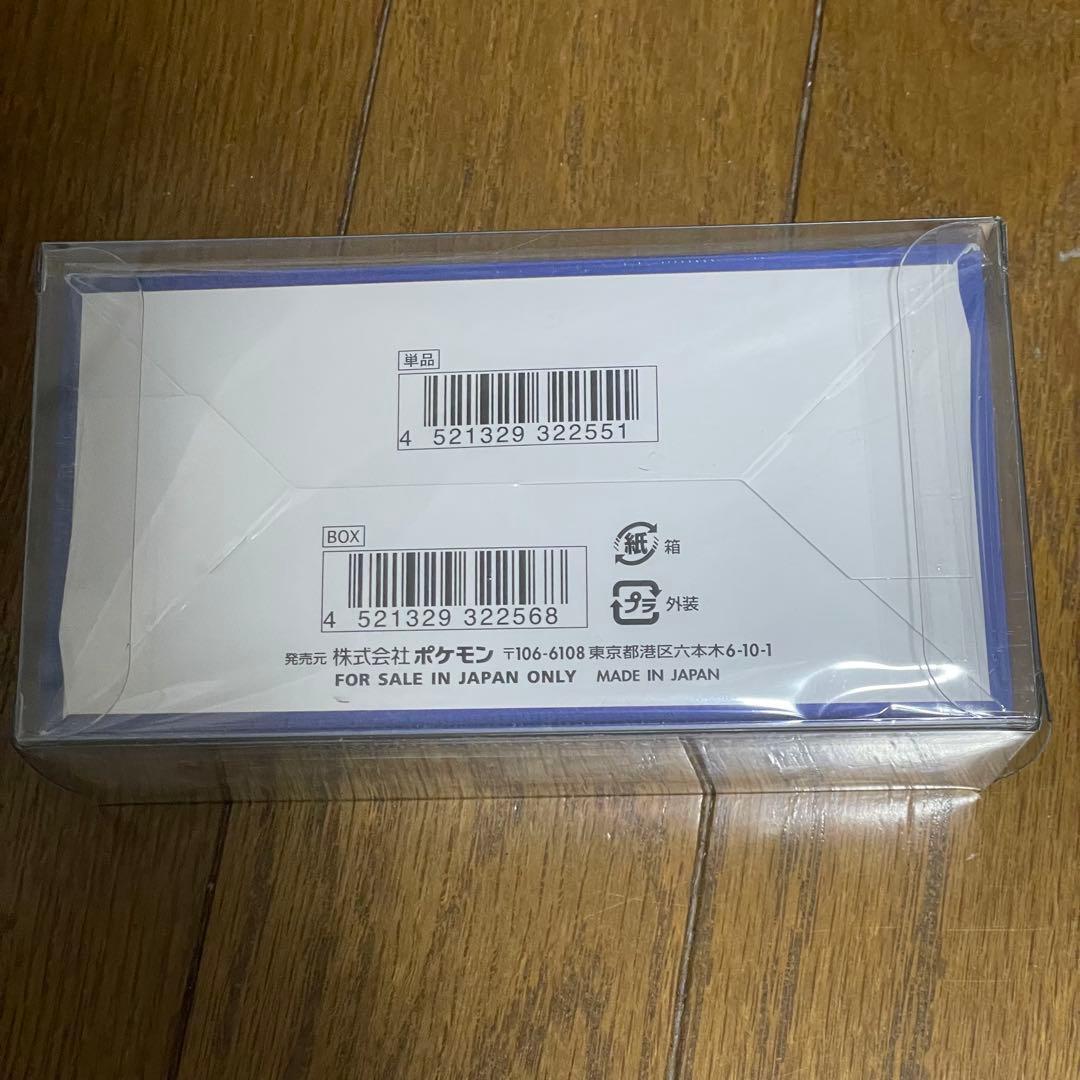 単品
4 521329 322551
BOX
4 521329 322568
紙 箱
プラ 外装
発売元 株式会社 ポケモン 〒106-6108 東京都港区六本木6-10-1
FOR SALE IN JAPAN ONLY MADE IN JAPAN